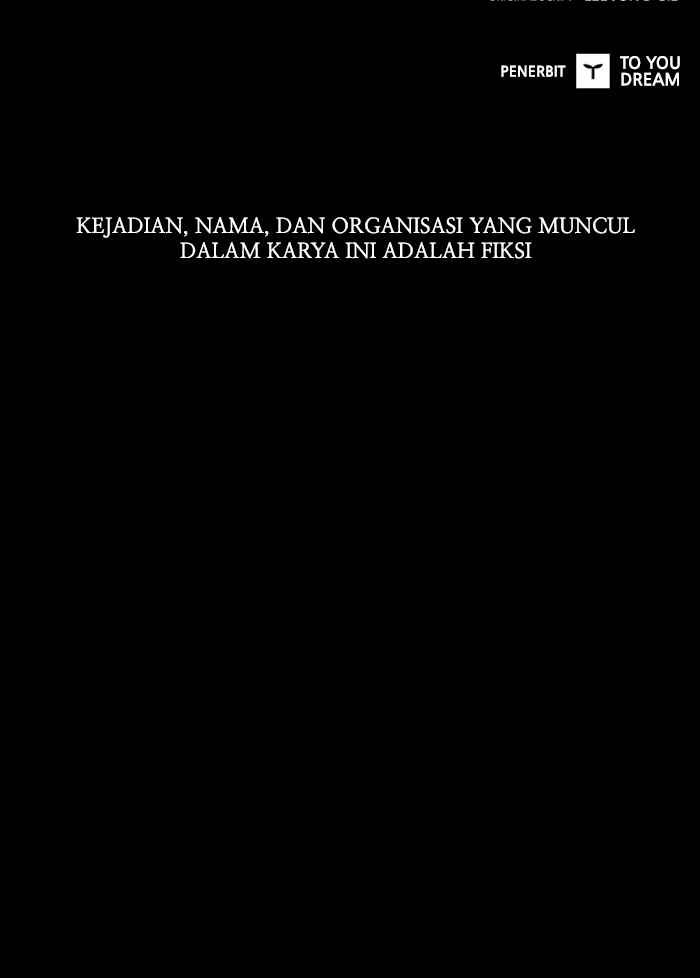 PENERBIT TO YOU
DREAM
KEJADIAN, NAMA, DAN ORGANISASI YANG MUNCUL
DALAM KARYA INI ADALAH FIKSI